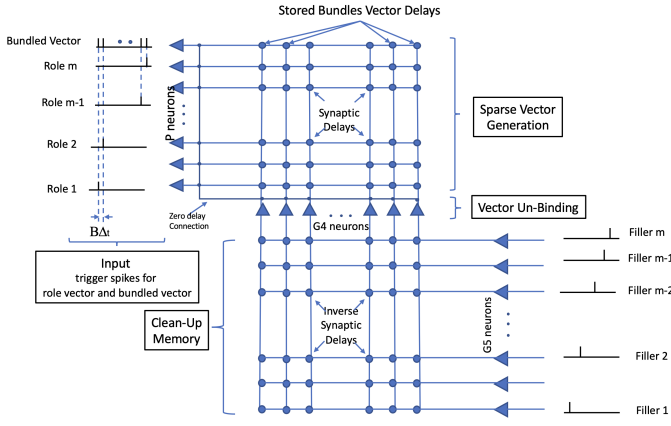 Stored Bundles Vector Delays
Bundled Vector
Role m
Role m-1
Role 2
Role 1
BΔt
P neurons
Synaptic
Delays
Sparse Vector
Generation
Zero delay
Connection
G4 neurons
Vector Un-Binding
Input
trigger spikes for
role vector and bundled vector
Clean-Up
Memory
Inverse
Synaptic
Delays
G5 neurons
Filler m
Filler m-1
Filler m-2
Filler 2
Filler 1